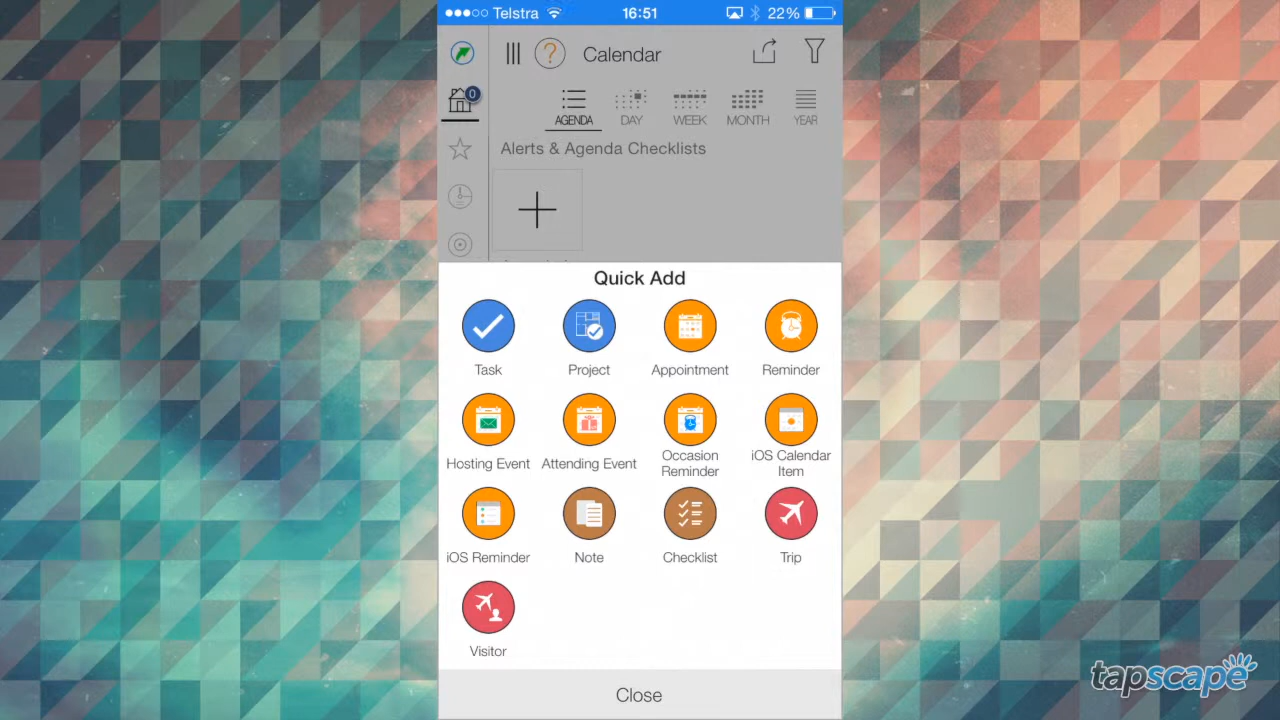 Telstra 16:51 22%
? Calendar
0
AGENDA DAY WEEK MONTH YEAR
Alerts & Agenda Checklists
Quick Add
Task Project Appointment Reminder
Hosting Event Attending Event Occasion Reminder iOS Calendar Item
iOS Reminder Note Checklist Trip
Visitor
Close
tapscape